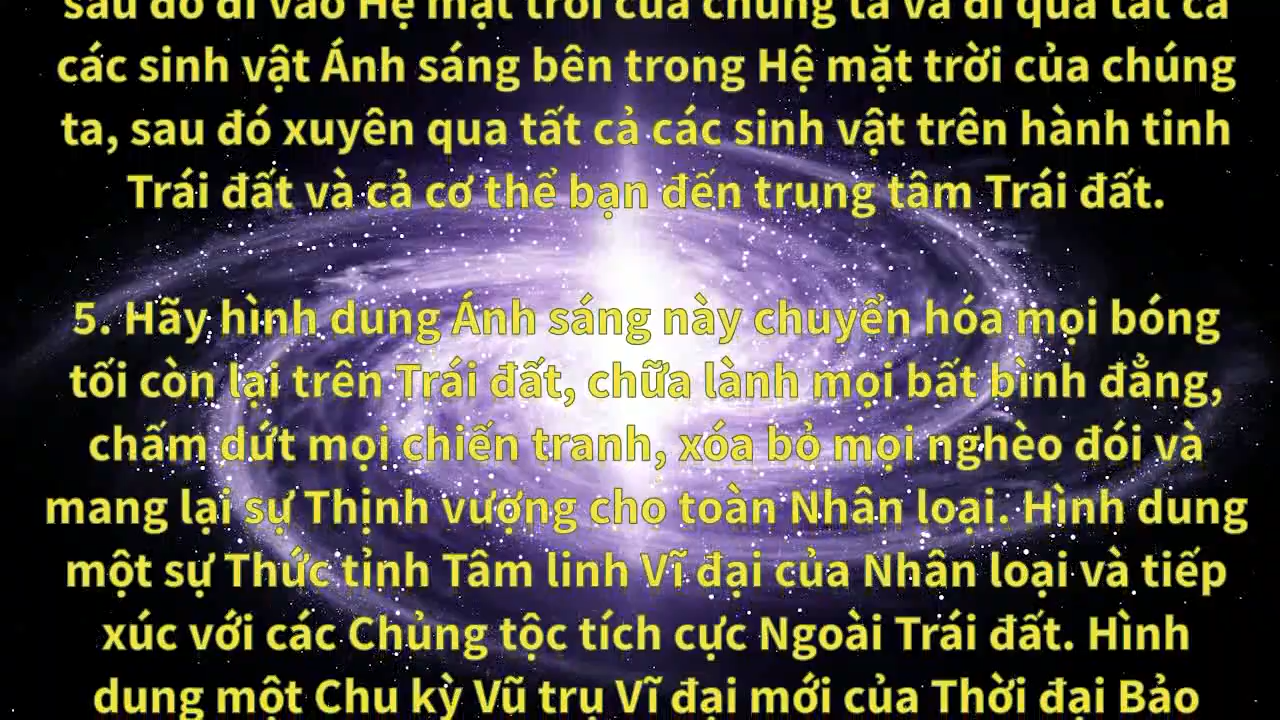 sau đó đi vào Hệ mặt trời của chúng ta và đi qua tất cả
các sinh vật Ánh sáng bên trong Hệ mặt trời của chúng
ta, sau đó xuyên qua tất cả các sinh vật trên hành tinh
Trái đất và cả cơ thể bạn đến trung tâm Trái đất.
5. Hãy hình dung Ánh sáng này chuyển hóa mọi bóng
tối còn lại trên Trái đất, chữa lành mọi bất bình đẳng,
chấm dứt mọi chiến tranh, xóa bỏ mọi nghèo đói và
mang lại sự Thịnh vượng cho toàn Nhân loại. Hình dung
một sự Thức tỉnh Tâm linh Vĩ đại của Nhân loại và tiếp
xúc với các Chủng tộc tích cực Ngoài Trái đất. Hình
dung một Chu kỳ Vũ trụ Vĩ đại mới của Thời đại Bảo